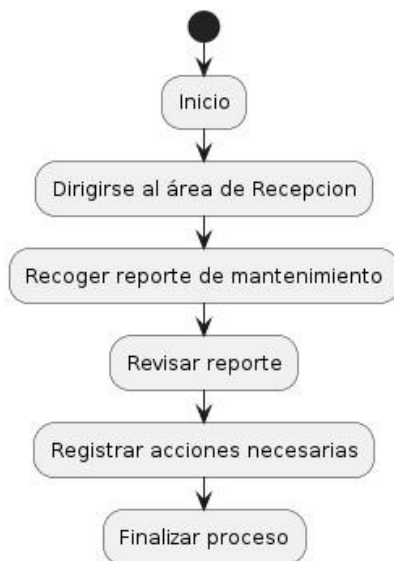 Inicio
Dirigirse al área de Recepcion
Recoger reporte de mantenimiento
Revisar reporte
Registrar acciones necesarias
Finalizar proceso